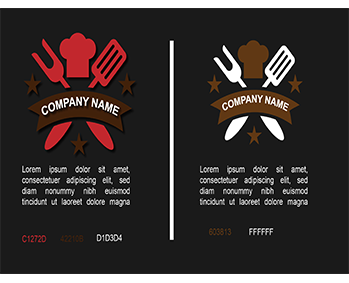 COMPANY NAME
Lorem ipsum dolor sit amet,
consectetuer adipiscing elit,
sed diam nonummy nibh
euismod tincidunt ut laoreet
dolore magna
C1272D D1D3D4
COMPANY NAME
Lorem ipsum dolor sit amet,
consectetuer adipiscing elit,
sed diam nonummy nibh
euismod tincidunt ut laoreet
dolore magna
603813 FFFFFF